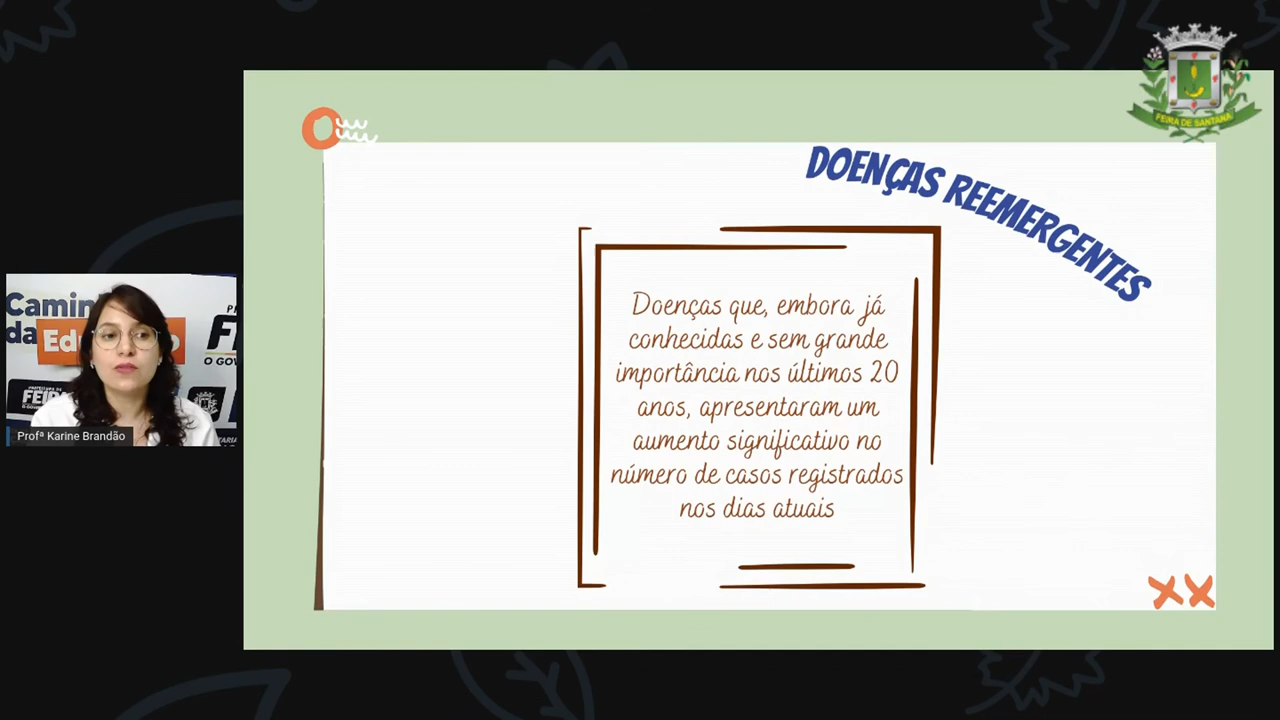 FEIRA DE SANTANA
DOENÇAS REEMERGENTES
Doenças que, embora já
conhecidas e sem grande
importância nos últimos 20
anos, apresentaram um
aumento significativo no
número de casos registrados
nos dias atuais
Profª Karine Brandão